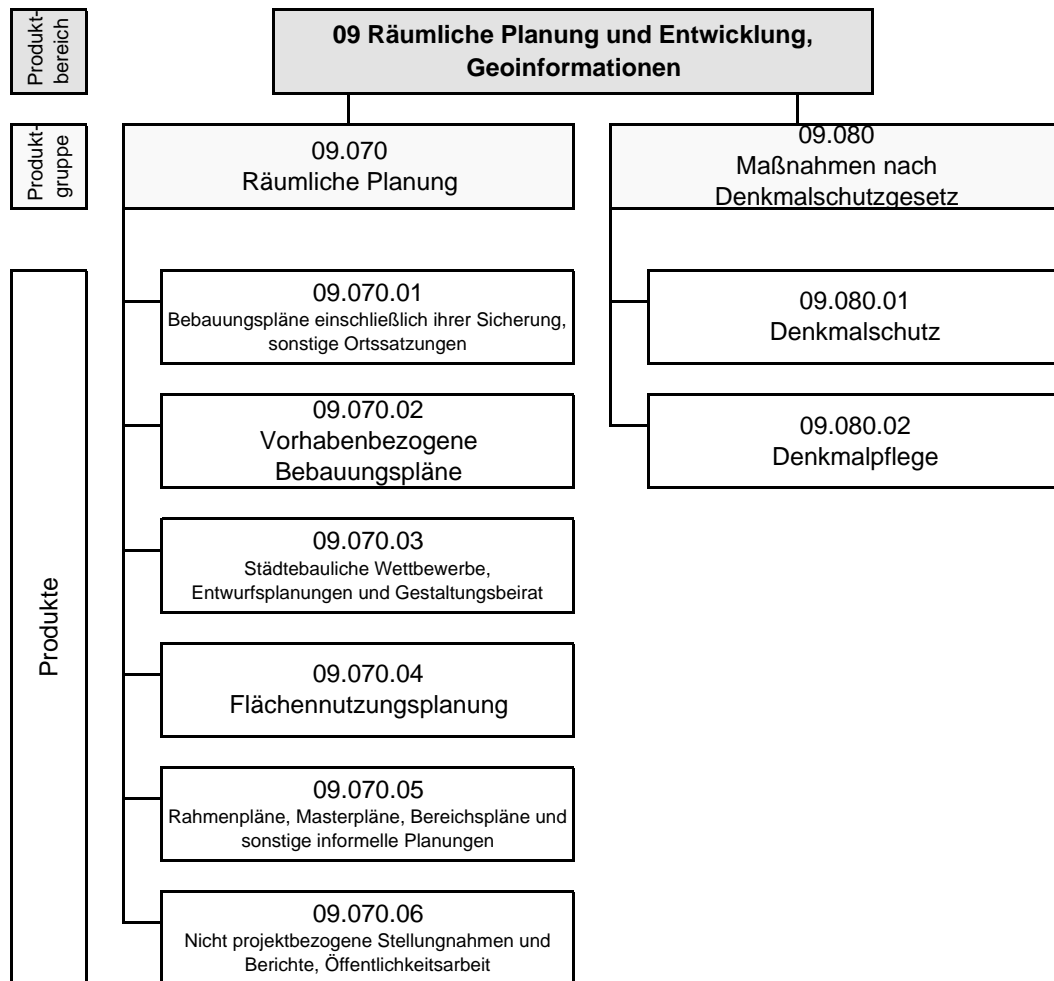 Produkt-
bereich
09 Räumliche Planung und Entwicklung,
Geoinformationen
Produkt-
gruppe
09.070
Räumliche Planung
09.080
Maßnahmen nach
Denkmalschutzgesetz
Produkte
09.070.01
Bebauungspläne einschließlich ihrer Sicherung,
sonstige Ortssatzungen
09.080.01
Denkmalschutz
09.070.02
Vorhabenbezogene
Bebauungspläne
09.080.02
Denkmalpflege
09.070.03
Städtebauliche Wettbewerbe,
Entwurfsplanungen und Gestaltungsbeirat
09.070.04
Flächennutzungsplanung
09.070.05
Rahmenpläne, Masterpläne, Bereichspläne und
sonstige informelle Planungen
09.070.06
Nicht projektbezogene Stellungnahmen und
Berichte, Öffentlichkeitsarbeit